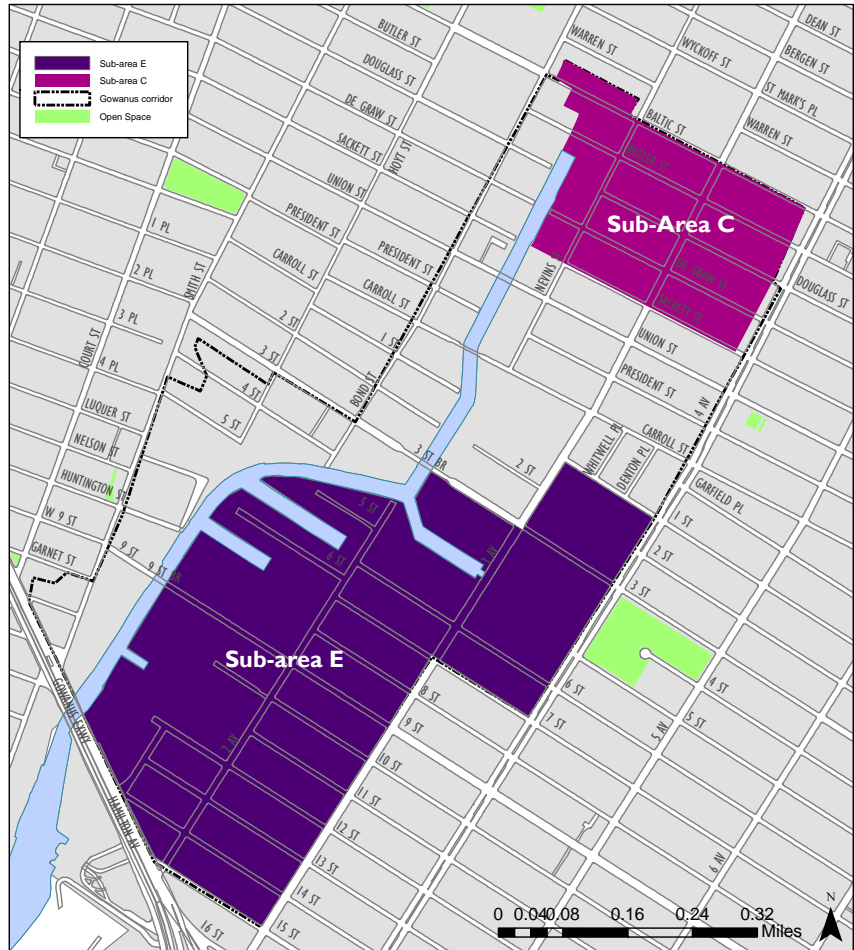 Sub-area E
Sub-area C
Gowanus corridor
Open Space
BUTLER ST
WARREN ST
WYCKOFF ST
DEAN ST
BERGEN ST
DOUGLASS ST
ST MARK'S PL
DE GRAW ST
BALTIC ST
WARREN ST
SACKETT ST
HOYT ST
BUTLER ST
UNION ST
Sub-Area C
PRESIDENT ST
1 PL
PRESIDENT ST
NEVINS
DE GRAW ST
DOUGLASS ST
CARROLL ST
2 PL
SMITH ST
CARROLL ST
SACKETT ST
3 PL
2 ST
1 ST
UNION ST
COURT ST
3 ST
4 PL
BOND ST
PRESIDENT ST
4 ST
LUQUER ST
5 ST
4 AV
NELSON ST
WHITWELL PL
CARROLL ST
3 ST BR
2 ST
DENTON PL
HUNTINGTON ST
GARFIELD PL
W 9 ST
5 ST
1 ST
GARNET ST
9 ST
6 ST
3 AV
2 ST
9 ST BR
3 ST
Sub-area E
4 ST
GOWANUS EXWY
8 ST
6 ST
5 ST
9 ST
7 ST
5 AV
2 AV
10 ST
11 ST
HAMILTON AV
12 ST
6 AV
13 ST
14 ST
16 ST
15 ST
N
0 0.04 0.08 0.16 0.24 0.32
Miles